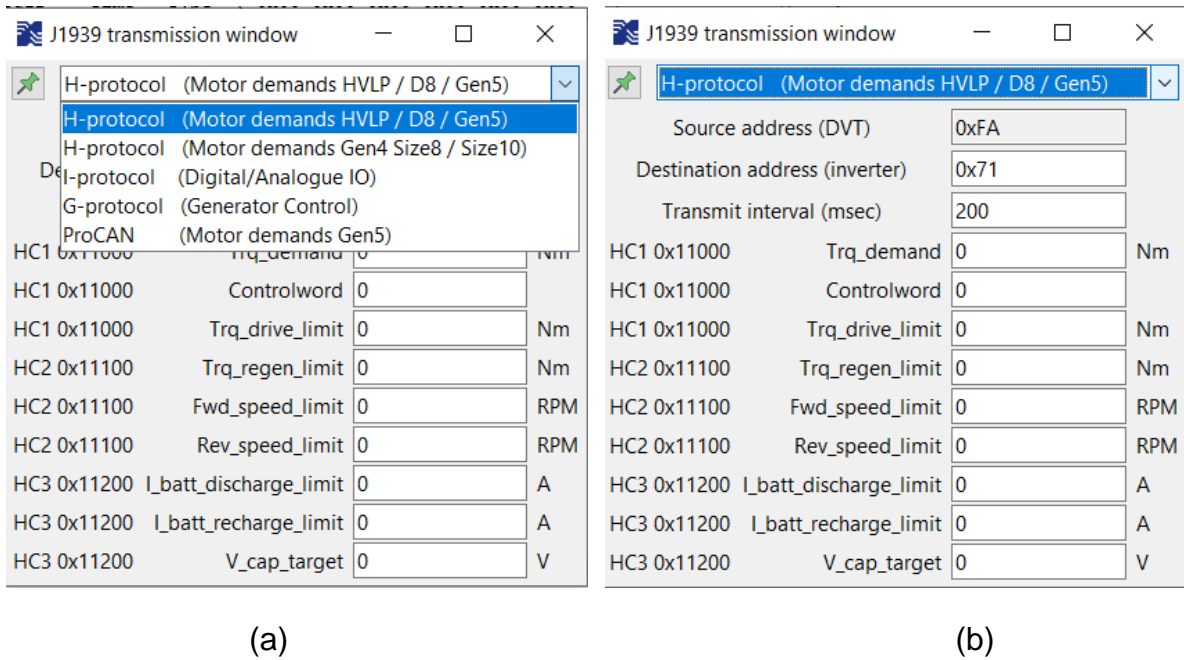 J1939 transmission window
H-protocol (Motor demands HVLP / D8 / Gen5)
H-protocol (Motor demands HVLP / D8 / Gen5)
H-protocol (Motor demands Gen4 Size8 / Size10)
I-protocol (Digital/Analogue IO)
G-protocol (Generator Control)
ProCAN (Motor demands Gen5)
HC1 0x11000 Trq_demand 0 Nm
HC1 0x11000 Controlword 0
HC1 0x11000 Trq_drive_limit 0 Nm
HC2 0x11100 Trq_regen_limit 0 Nm
HC2 0x11100 Fwd_speed_limit 0 RPM
HC2 0x11100 Rev_speed_limit 0 RPM
HC3 0x11200 I_batt_discharge_limit 0 A
HC3 0x11200 I_batt_recharge_limit 0 A
HC3 0x11200 V_cap_target 0 V
(a)
J1939 transmission window
H-protocol (Motor demands HVLP / D8 / Gen5)
Source address (DVT) 0xFA
Destination address (inverter) 0x71
Transmit interval (msec) 200
HC1 0x11000 Trq_demand 0 Nm
HC1 0x11000 Controlword 0
HC1 0x11000 Trq_drive_limit 0 Nm
HC2 0x11100 Trq_regen_limit 0 Nm
HC2 0x11100 Fwd_speed_limit 0 RPM
HC2 0x11100 Rev_speed_limit 0 RPM
HC3 0x11200 I_batt_discharge_limit 0 A
HC3 0x11200 I_batt_recharge_limit 0 A
HC3 0x11200 V_cap_target 0 V
(b)